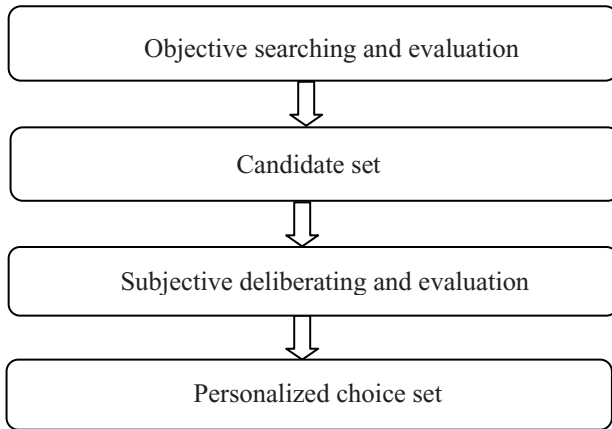 Objective searching and evaluation
Candidate set
Subjective deliberating and evaluation
Personalized choice set